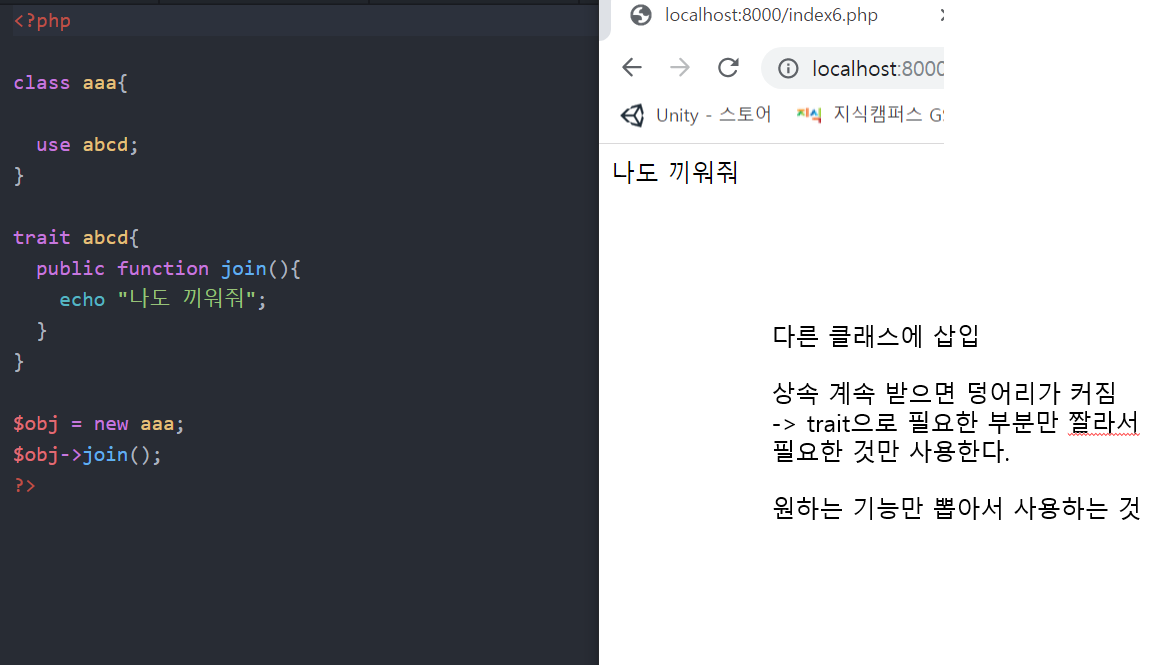 <?php
class aaa{
use abcd;
}
trait abcd{
public function join(){
echo "나도 끼워줘";
}
}
$obj = new aaa;
$obj->join();
?>
localhost:8000/index6.php
localhost:8000
Unity - 스토어 지식 지식캠퍼스 GS
나도 끼워줘
다른 클래스에 삽입
상속 계속 받으면 덩어리가 커짐
-> trait으로 필요한 부분만 짤라서
필요한 것만 사용한다.
원하는 기능만 뽑아서 사용하는 것